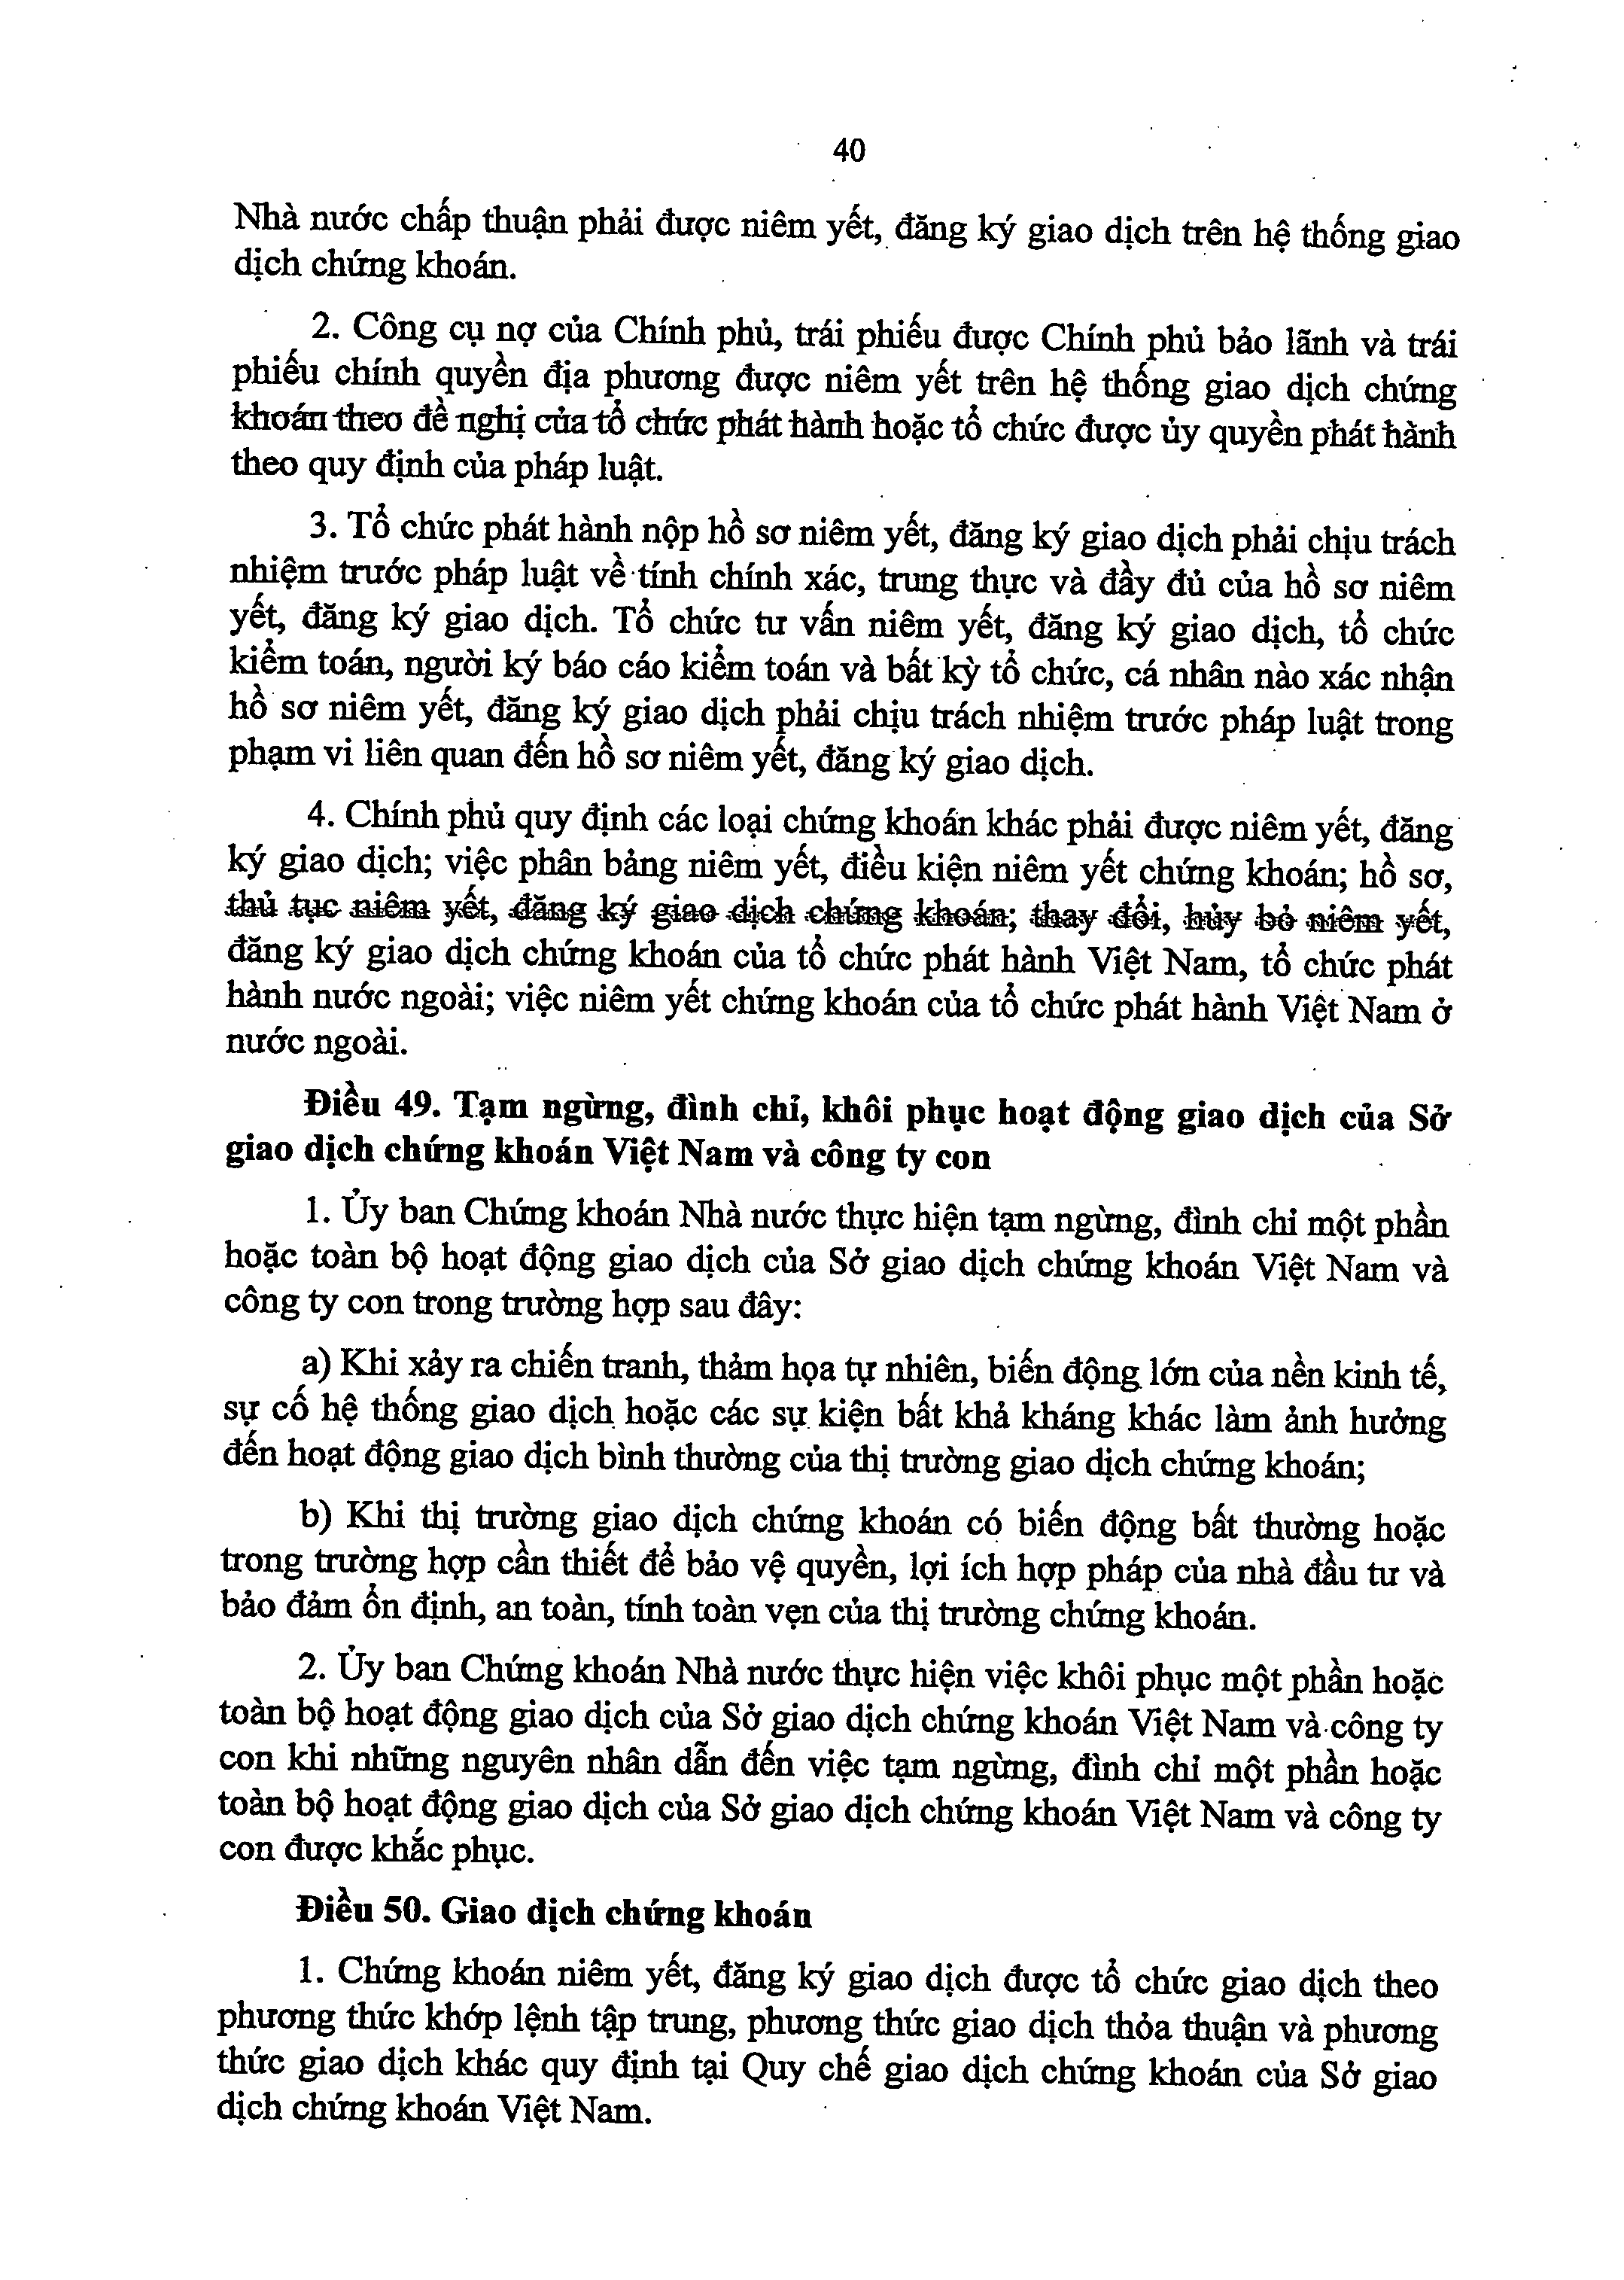 40
Nhà nước chấp thuận phải được niêm yết, đăng ký giao dịch trên hệ thống giao
dịch chứng khoán.
2. Công cụ nợ của Chính phủ, trái phiếu được Chính phủ bảo lãnh và trái
phiếu chính quyền địa phương được niêm yết trên hệ thống giao dịch chứng
khoán theo đề nghị của tổ chức phát hành hoặc tổ chức được ủy quyền phát hành
theo quy định của pháp luật.
3. Tổ chức phát hành nộp hồ sơ niêm yết, đăng ký giao dịch phải chịu trách
nhiệm trước pháp luật về tính chính xác, trung thực và đầy đủ của hồ sơ niêm
yết, đăng ký giao dịch. Tổ chức tư vấn niêm yết, đăng ký giao dịch, tổ chức
kiểm toán, người ký báo cáo kiểm toán và bất kỳ tổ chức, cá nhân nào xác nhận
hồ sơ niêm yết, đăng ký giao dịch phải chịu trách nhiệm trước pháp luật trong
phạm vi liên quan đến hồ sơ niêm yết, đăng ký giao dịch.
4. Chính phủ quy định các loại chứng khoán khác phải được niêm yết, đăng
ký giao dịch; việc phân bảng niêm yết, điều kiện niêm yết chứng khoán; hồ sơ,
thủ tục niêm yết, đăng ký giao dịch chứng khoán; thay đổi, hủy bỏ niêm yết,
đăng ký giao dịch chứng khoán của tổ chức phát hành Việt Nam, tổ chức phát
hành nước ngoài; việc niêm yết chứng khoán của tổ chức phát hành Việt Nam ở
nước ngoài.
Điều 49. Tạm ngừng, đình chỉ, khôi phục hoạt động giao dịch của Sở
giao dịch chứng khoán Việt Nam và công ty con
1. Ủy ban Chứng khoán Nhà nước thực hiện tạm ngừng, đình chỉ một phần
hoặc toàn bộ hoạt động giao dịch của Sở giao dịch chứng khoán Việt Nam và
công ty con trong trường hợp sau đây:
a) Khi xảy ra chiến tranh, thảm họa tự nhiên, biến động lớn của nền kinh tế,
sự cố hệ thống giao dịch hoặc các sự kiện bất khả kháng khác làm ảnh hưởng
đến hoạt động giao dịch bình thường của thị trường giao dịch chứng khoán;
b) Khi thị trường giao dịch chứng khoán có biến động bất thường hoặc
trong trường hợp cần thiết để bảo vệ quyền, lợi ích hợp pháp của nhà đầu tư và
bảo đảm ổn định, an toàn, tính toàn vẹn của thị trường chứng khoán.
2. Ủy ban Chứng khoán Nhà nước thực hiện việc khôi phục một phần hoặc
toàn bộ hoạt động giao dịch của Sở giao dịch chứng khoán Việt Nam và công ty
con khi những nguyên nhân dẫn đến việc tạm ngừng, đình chỉ một phần hoặc
toàn bộ hoạt động giao dịch của Sở giao dịch chứng khoán Việt Nam và công ty
con được khắc phục.
Điều 50. Giao dịch chứng khoán
1. Chứng khoán niêm yết, đăng ký giao dịch được tổ chức giao dịch theo
phương thức khớp lệnh tập trung, phương thức giao dịch thỏa thuận và phương
thức giao dịch khác quy định tại Quy chế giao dịch chứng khoán của Sở giao
dịch chứng khoán Việt Nam.